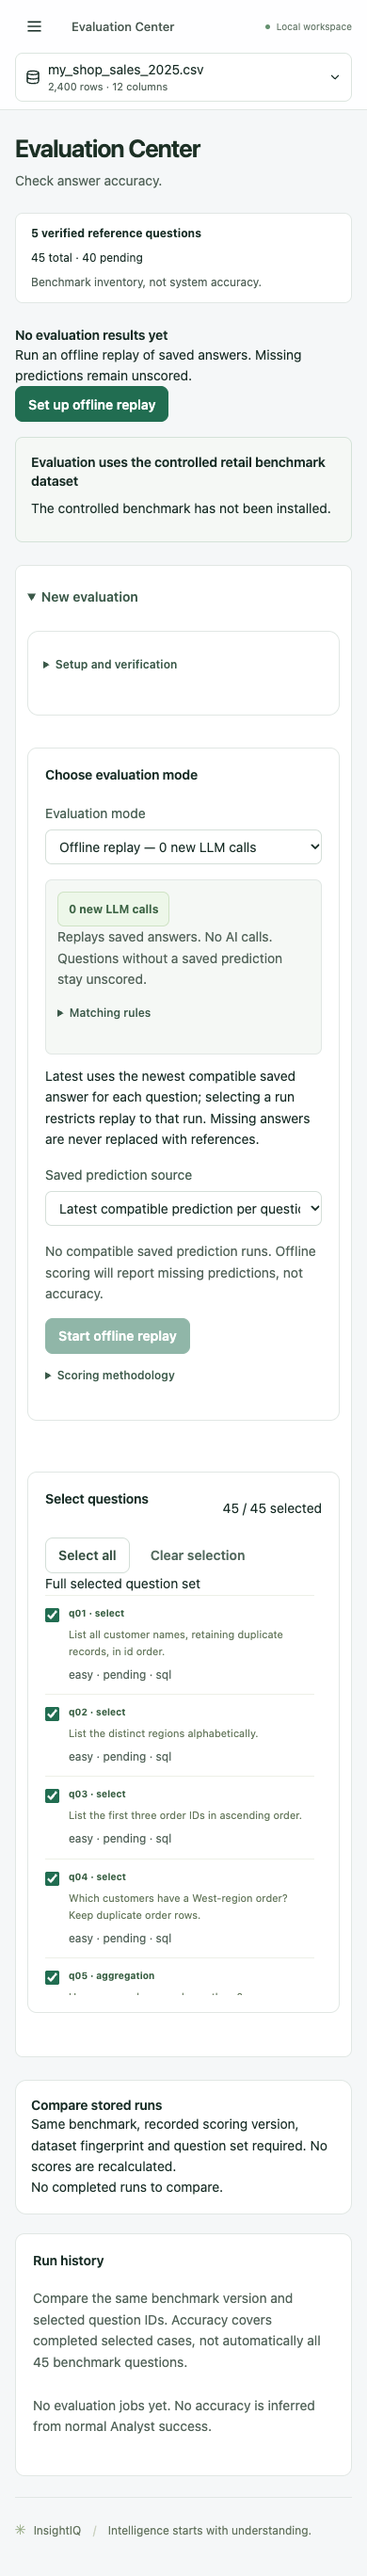 Evaluation Center
Local workspace
my_shop_sales_2025.csv
2,400 rows · 12 columns
Evaluation Center
Check answer accuracy.
5 verified reference questions
45 total · 40 pending
Benchmark inventory, not system accuracy.
No evaluation results yet
Run an offline replay of saved answers. Missing
predictions remain unscored.
Set up offline replay
Evaluation uses the controlled retail benchmark
dataset
The controlled benchmark has not been installed.
New evaluation
Setup and verification
Choose evaluation mode
Evaluation mode
Offline replay — 0 new LLM calls
0 new LLM calls
Replays saved answers. No AI calls.
Questions without a saved prediction
stay unscored.
Matching rules
Latest uses the newest compatible saved
answer for each question; selecting a run
restricts replay to that run. Missing answers
are never replaced with references.
Saved prediction source
Latest compatible prediction per questic
No compatible saved prediction runs. Offline
scoring will report missing predictions, not
accuracy.
Start offline replay
Scoring methodology
Select questions
45 / 45 selected
Select all
Clear selection
Full selected question set
q01 · select
List all customer names, retaining duplicate
records, in id order.
easy · pending · sql
q02 · select
List the distinct regions alphabetically.
easy · pending · sql
q03 · select
List the first three order IDs in ascending order.
easy · pending · sql
q04 · select
Which customers have a West-region order?
Keep duplicate order rows.
easy · pending · sql
q05 · aggregation
Compare stored runs
Same benchmark, recorded scoring version,
dataset fingerprint and question set required. No
scores are recalculated.
No completed runs to compare.
Run history
Compare the same benchmark version and
selected question IDs. Accuracy covers
completed selected cases, not automatically all
45 benchmark questions.
No evaluation jobs yet. No accuracy is inferred
from normal Analyst success.
InsightIQ / Intelligence starts with understanding.